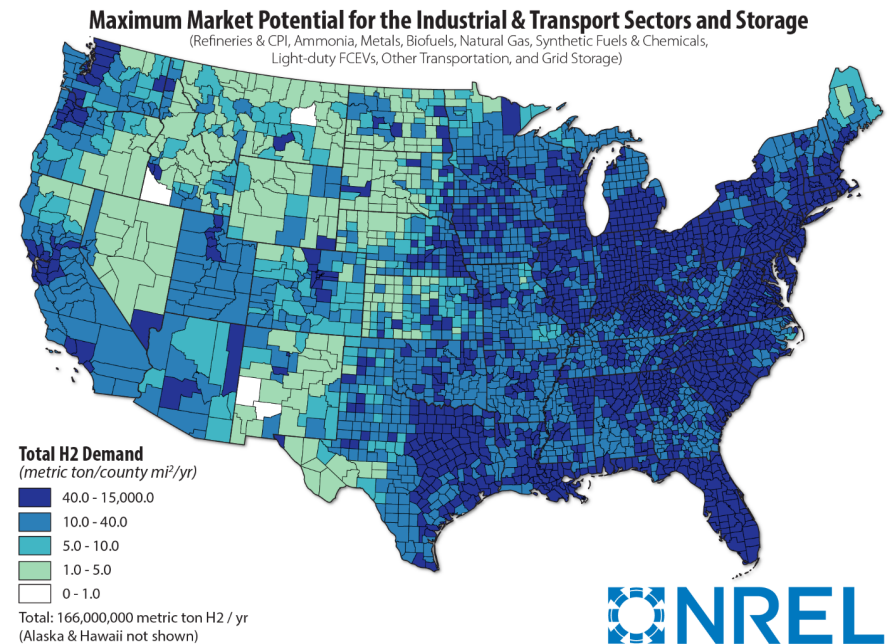 Maximum Market Potential for the Industrial & Transport Sectors and Storage
(Refineries & CPI, Ammonia, Metals, Biofuels, Natural Gas, Synthetic Fuels & Chemicals,
Light-duty FCEVs, Other Transportation, and Grid Storage)
Total H2 Demand
(metric ton/county mi²/yr)
40.0 - 15,000.0
10.0 - 40.0
5.0 - 10.0
1.0 - 5.0
0 - 1.0
Total: 166,000,000 metric ton H2 / yr
(Alaska & Hawaii not shown)
NREL